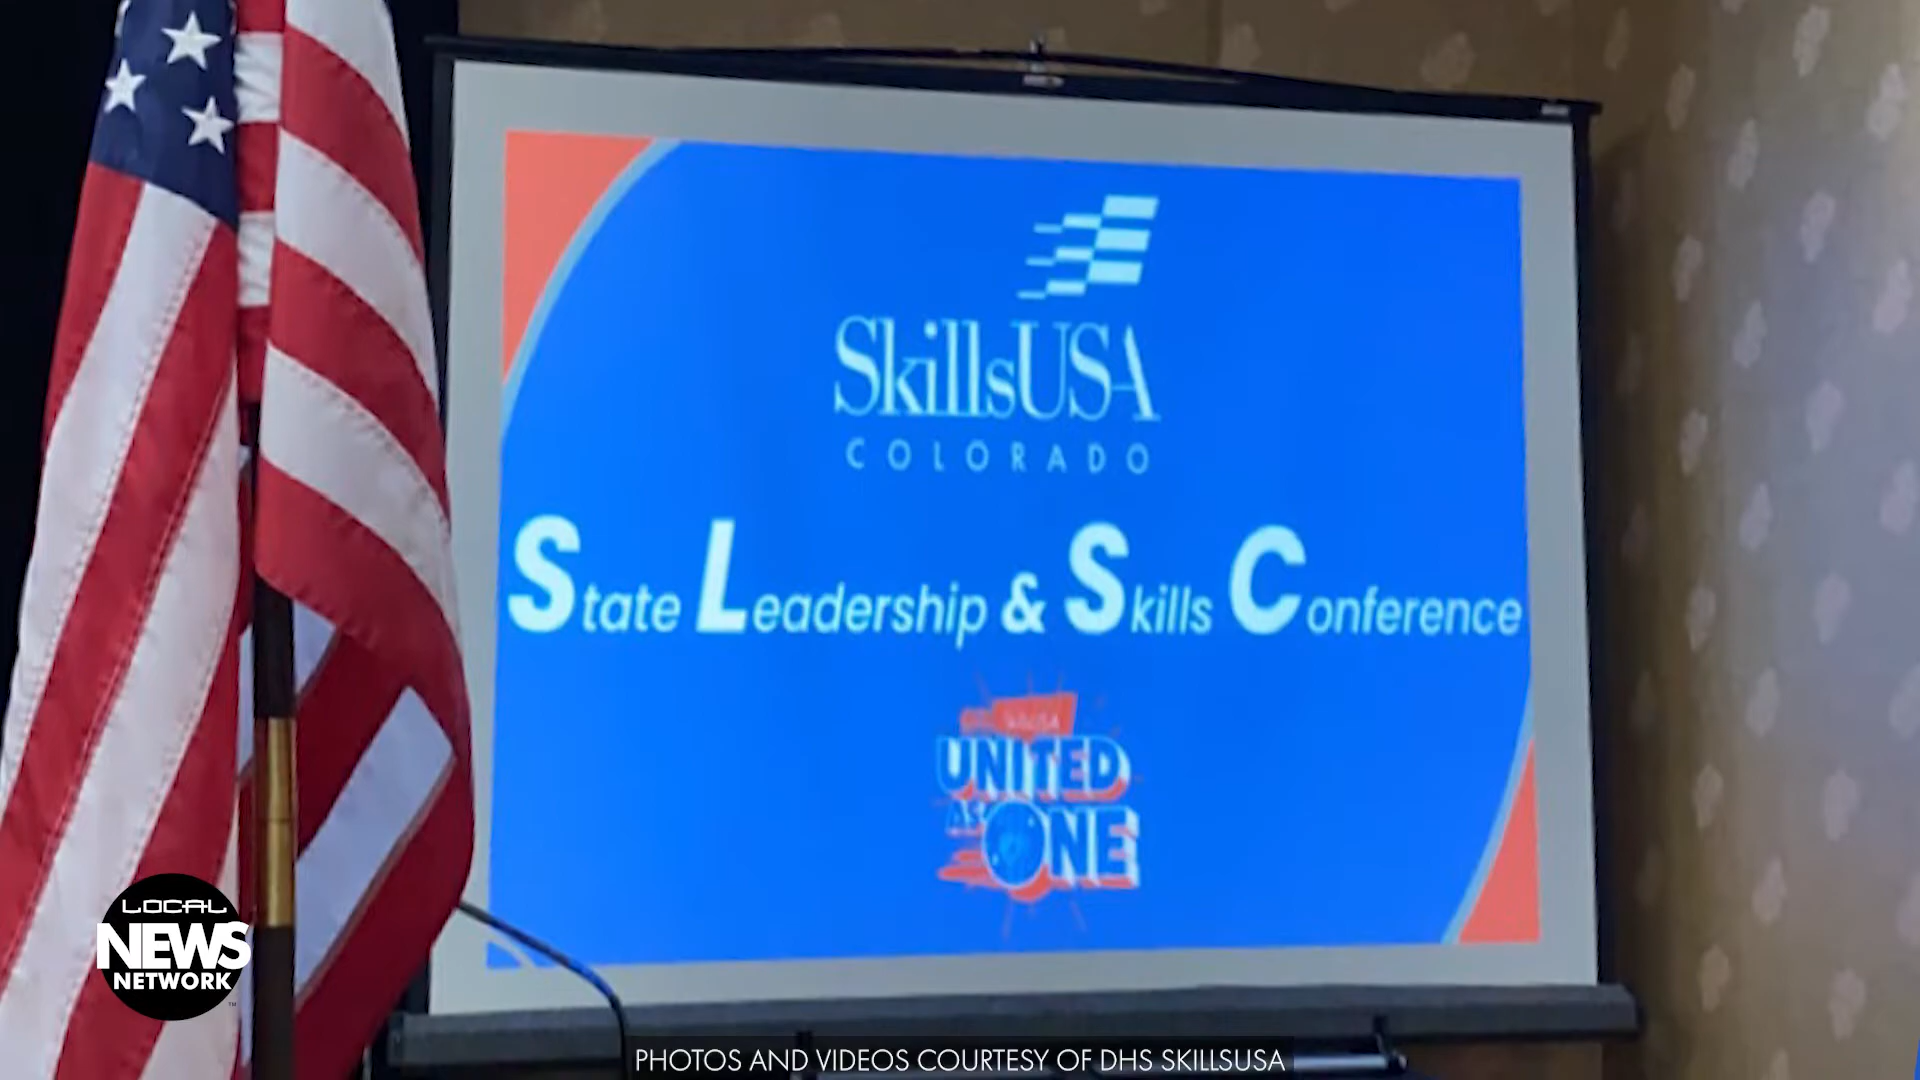 SkillsUSA
COLORADO
State Leadership & Skills Conference
UNITED
AS ONE
LOCAL
NEWS
NETWORK
PHOTOS AND VIDEOS COURTESY OF DHS SKILLSUSA